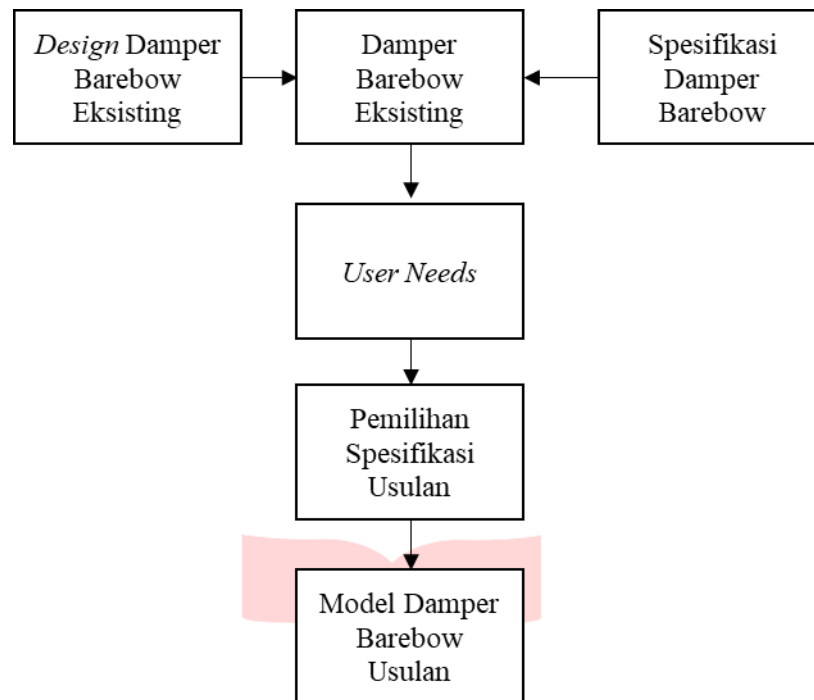 Design Damper
Barebow
Eksisting
Damper
Barebow
Eksisting
Spesifikasi
Damper
Barebow
User Needs
Pemilihan
Spesifikasi
Usulan
Model Damper
Barebow
Usulan